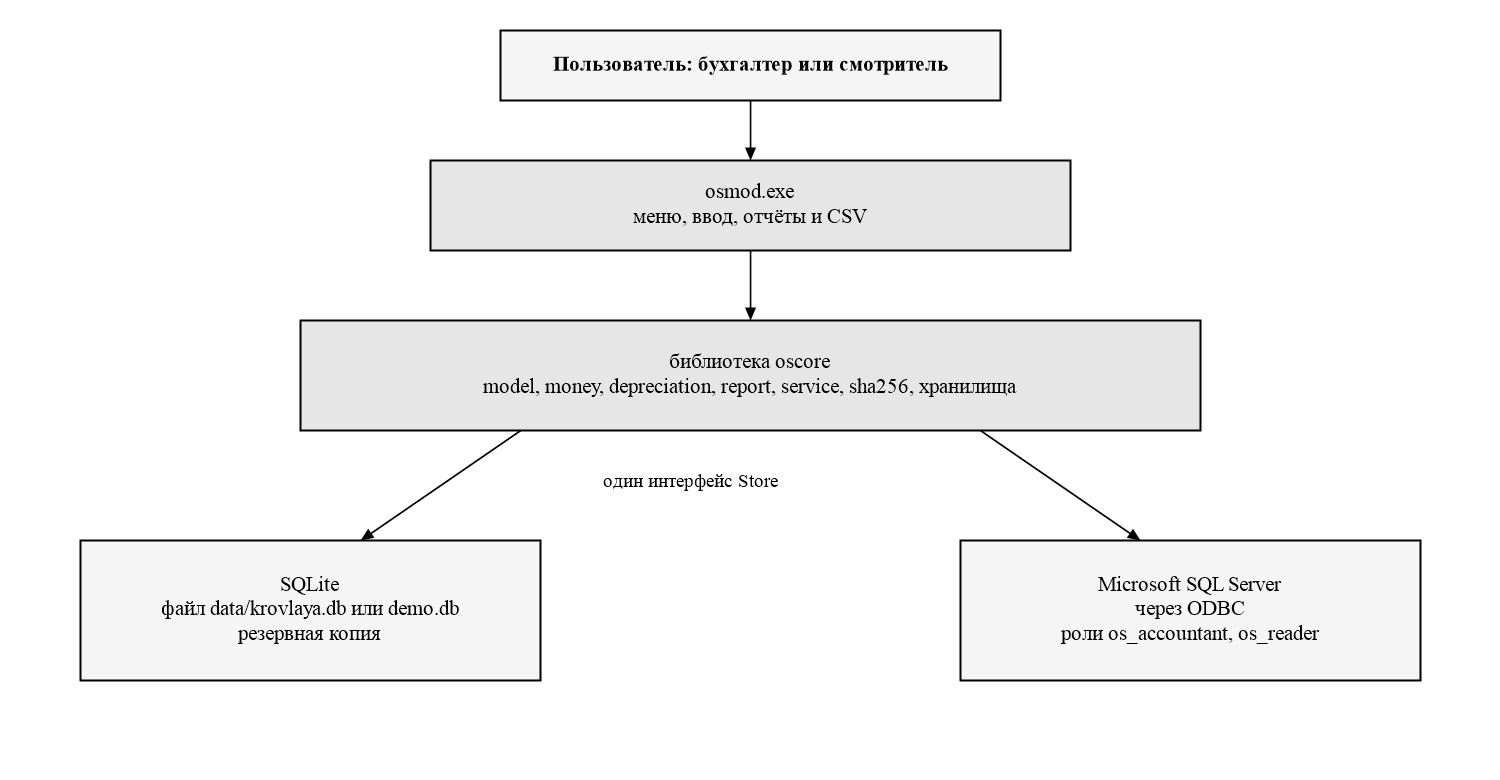 Пользователь: бухгалтер или смотритель
osmod.exe
меню, ввод, отчёты и CSV
библиотека oscore
model, money, depreciation, report, service, sha256, хранилища
один интерфейс Store
SQLite
файл data/krovlaya.db или demo.db
резервная копия
Microsoft SQL Server
через ODBC
роли os_accountant, os_reader